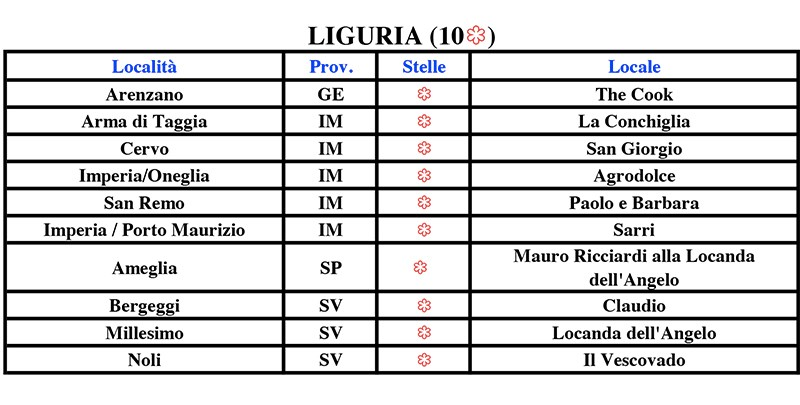 LIGURIA (10)
Località Prov. Stelle Locale
Arenzano GE The Cook
Arma di Taggia IM La Conchiglia
Cervo IM San Giorgio
Imperia/Oneglia IM Agrodolce
San Remo IM Paolo e Barbara
Imperia / Porto Maurizio IM Sarri
Ameglia SP Mauro Ricciardi alla Locanda
dell'Angelo
Bergeggi SV Claudio
Millesimo SV Locanda dell'Angelo
Noli SV Il Vescovado